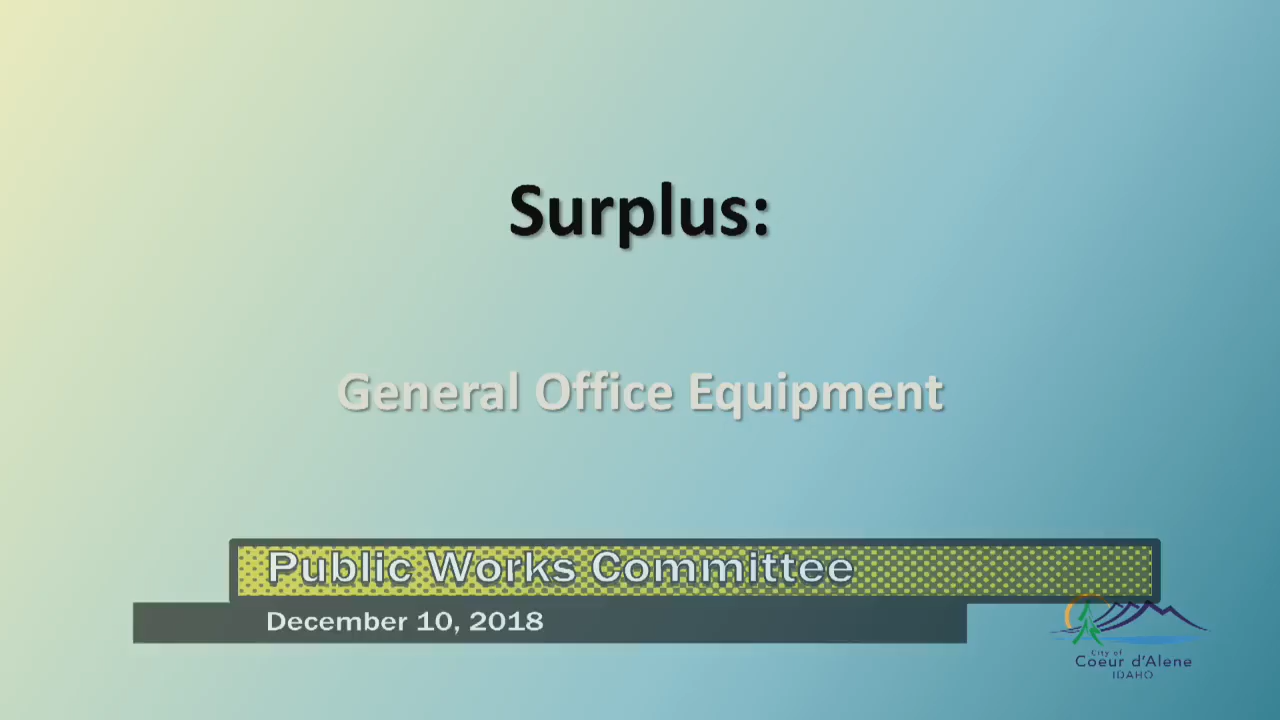 Surplus:
General Office Equipment
Public Works Committee
December 10, 2018
City of
Coeur d'Alene
IDAHO